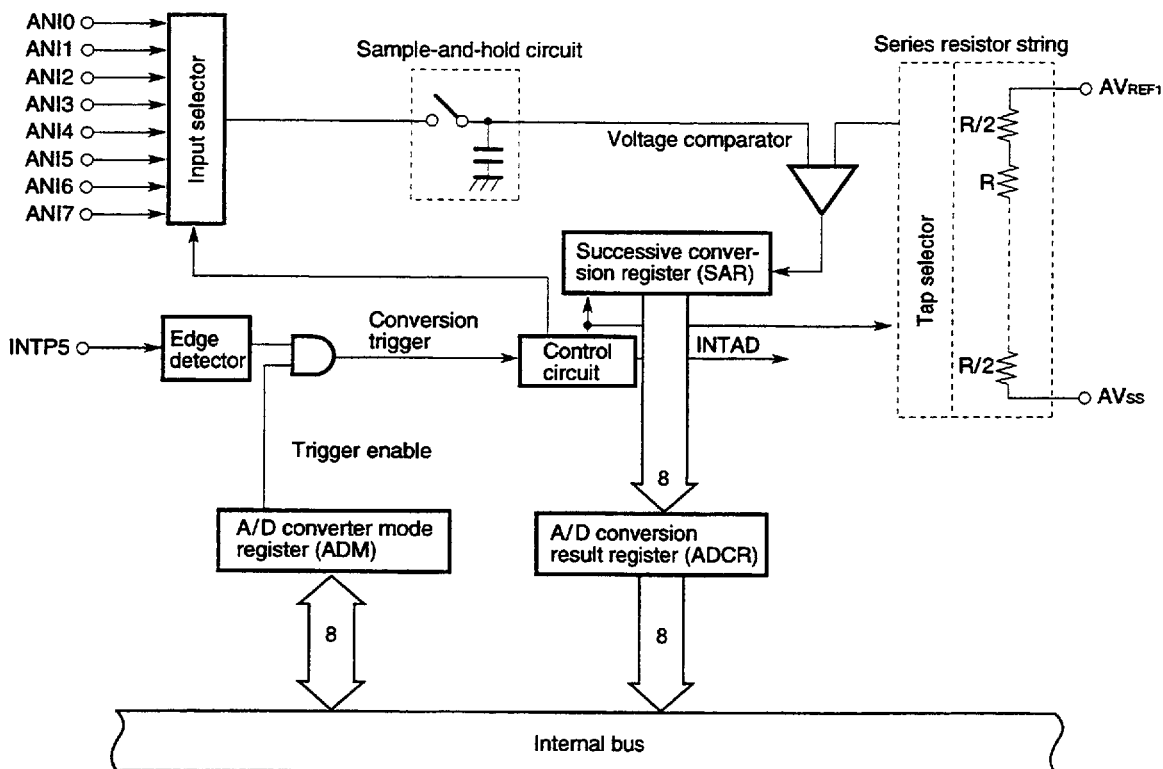 ANI0
ANI1
ANI2
ANI3
ANI4
ANI5
ANI6
ANI7
Input selector
Sample-and-hold circuit
Series resistor string
AVREF1
R/2
R
Voltage comparator
Tap selector
R/2
AVSS
Successive conver-
sion register (SAR)
INTP5
Edge
detector
Conversion
trigger
Control
circuit
INTAD
Trigger enable
8
A/D converter mode
register (ADM)
A/D conversion
result register (ADCR)
8
8
Internal bus